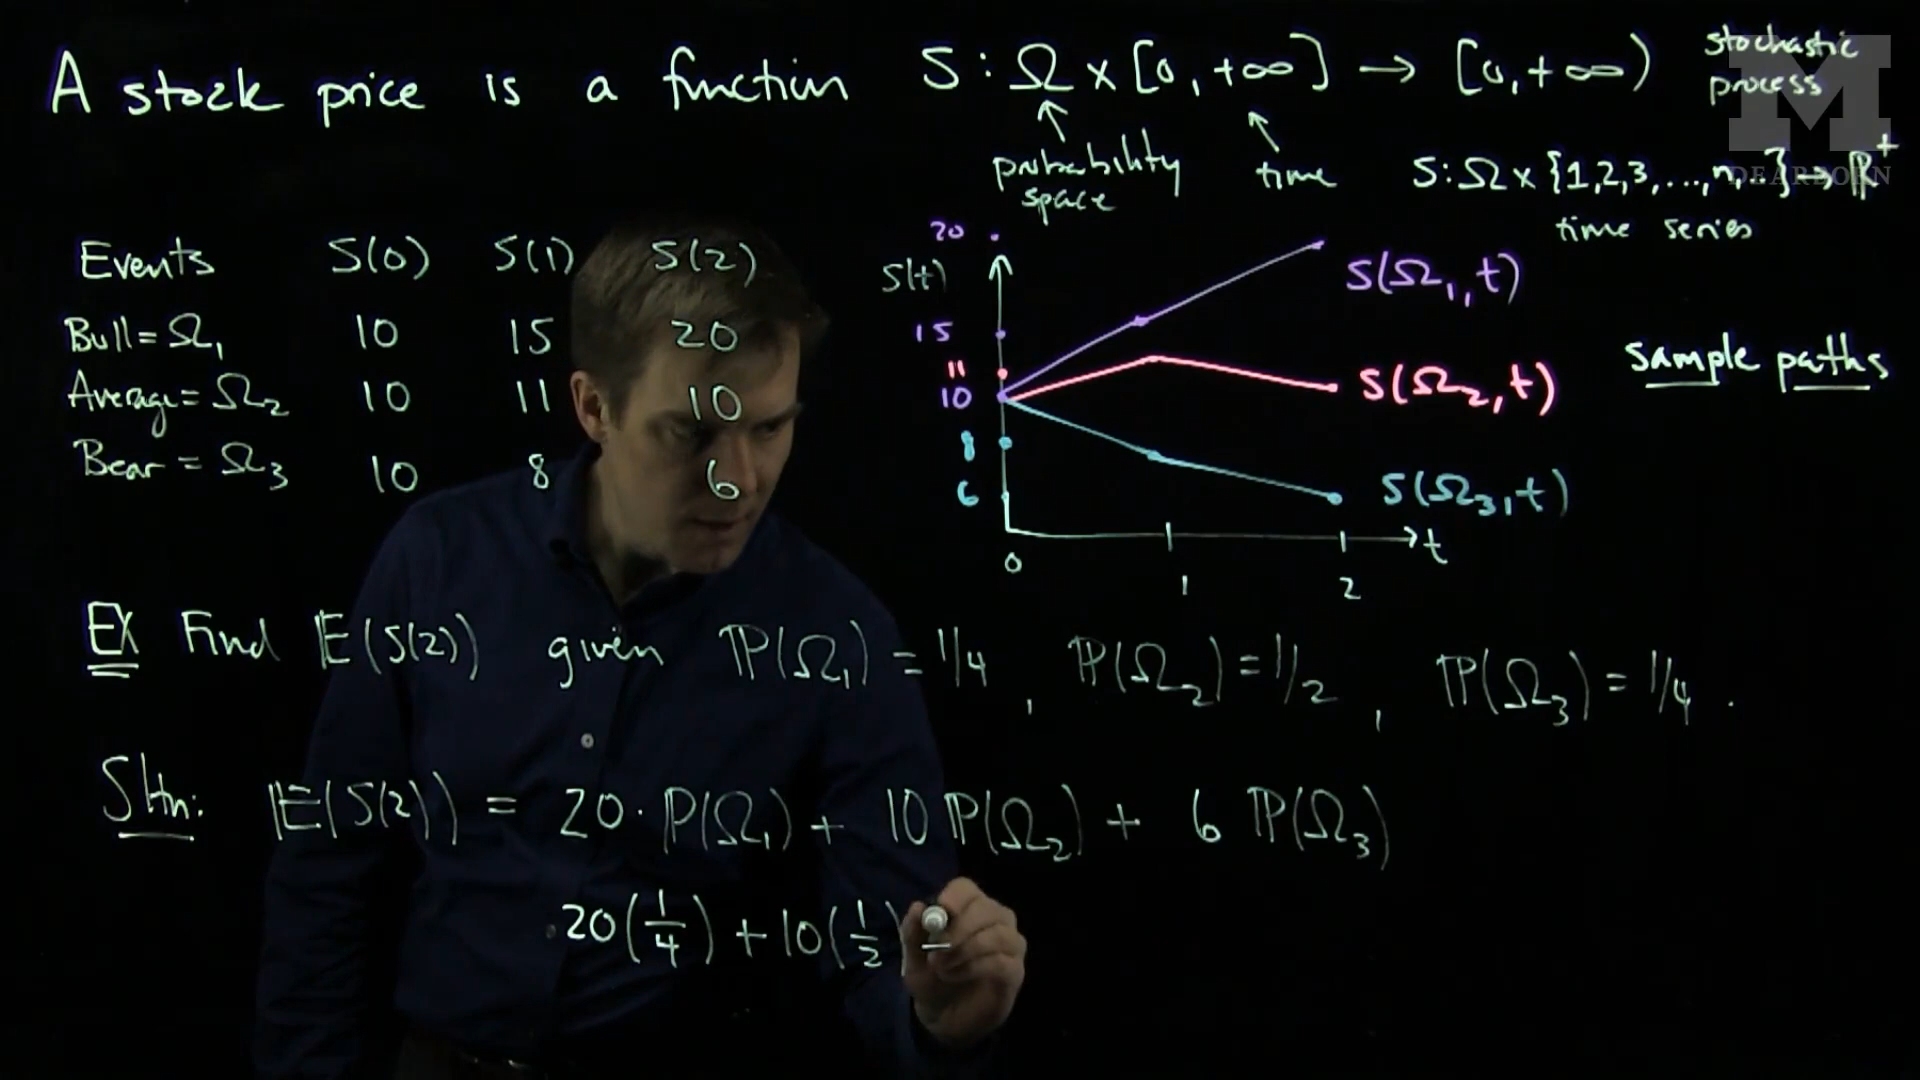 A stock price is a function S : Ω × [0, +∞] → [0, +∞) stochastic process
probability space
time
S : Ω × {1,2,3,...,n,..} → ℝ⁺
time series
DEARBORN
Events S(0) S(1) S(2)
Bull = Ω₁ 10 15 20
Average = Ω₂ 10 11 10
Bear = Ω₃ 10 8 6
S(t)
20
15
11
10
8
6
0 1 2 t
S(Ω₁, t)
S(Ω₂, t)
S(Ω₃, t)
sample paths
EX Find 𝔼(S(2)) given ℙ(Ω₁) = 1/4 , ℙ(Ω₂) = 1/2 , ℙ(Ω₃) = 1/4 .
Sltn: 𝔼(S(2)) = 20 · ℙ(Ω₁) + 10 ℙ(Ω₂) + 6 ℙ(Ω₃)
20(1/4) + 10(1/2)